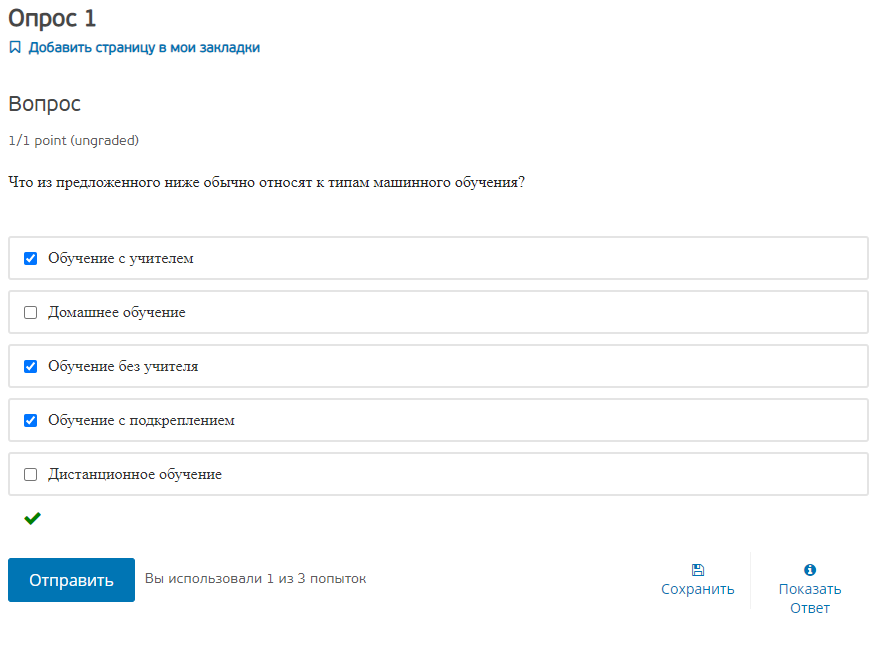 Опрос 1
Добавить страницу в мои закладки
Вопрос
1/1 point (ungraded)
Что из предложенного ниже обычно относят к типам машинного обучения?
Обучение с учителем
Домашнее обучение
Обучение без учителя
Обучение с подкреплением
Дистанционное обучение
Отправить
Вы использовали 1 из 3 попыток
Сохранить
Показать
Ответ